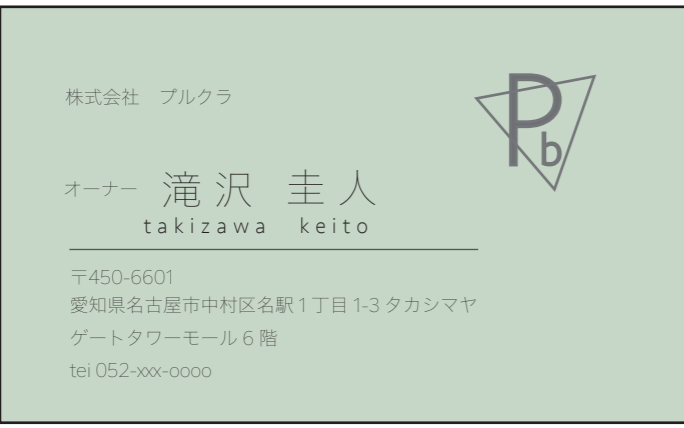 株式会社　プルクラ
Pb
オーナー 滝沢 圭人
takizawa keito
〒450-6601
愛知県名古屋市中村区名駅1丁目1-3 タカシマヤ
ゲートタワーモール6階
tei 052-xxx-oooo